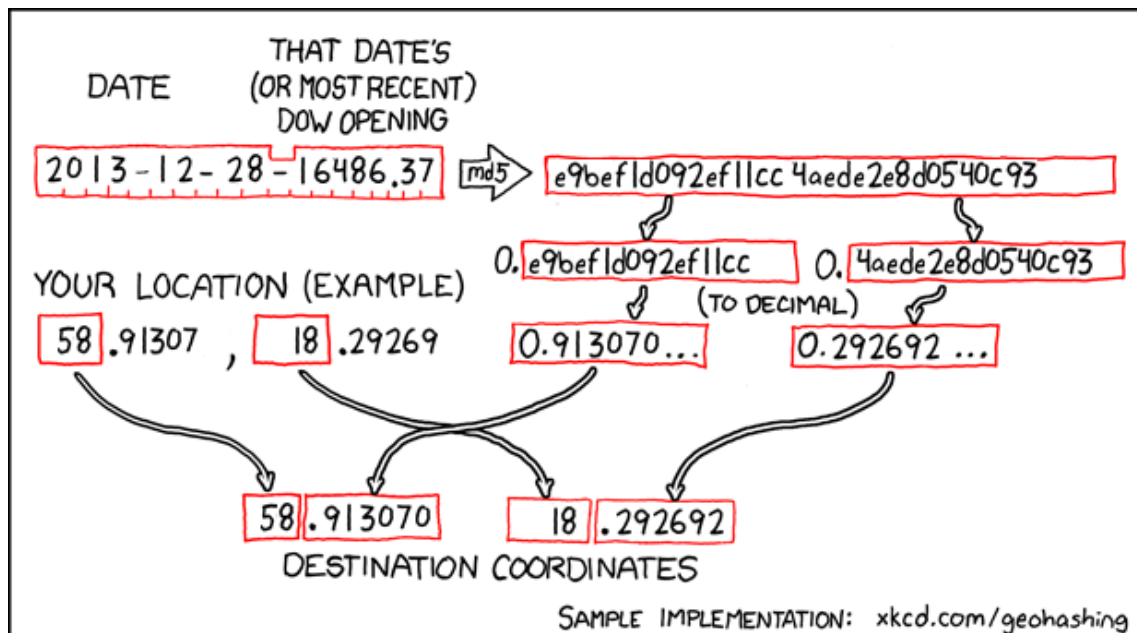 DATE
THAT DATE'S
(OR MOST RECENT)
DOW OPENING
2013-12-28-16486.37
md5
e9bef1d092ef11cc4aede2e8d0540c93
0.e9bef1d092ef11cc
0.4aede2e8d0540c93
YOUR LOCATION (EXAMPLE)
(TO DECIMAL)
58.91307, 18.29269
0.913070...
0.292692...
58.913070
18.292692
DESTINATION COORDINATES
SAMPLE IMPLEMENTATION: xkcd.com/geohashing